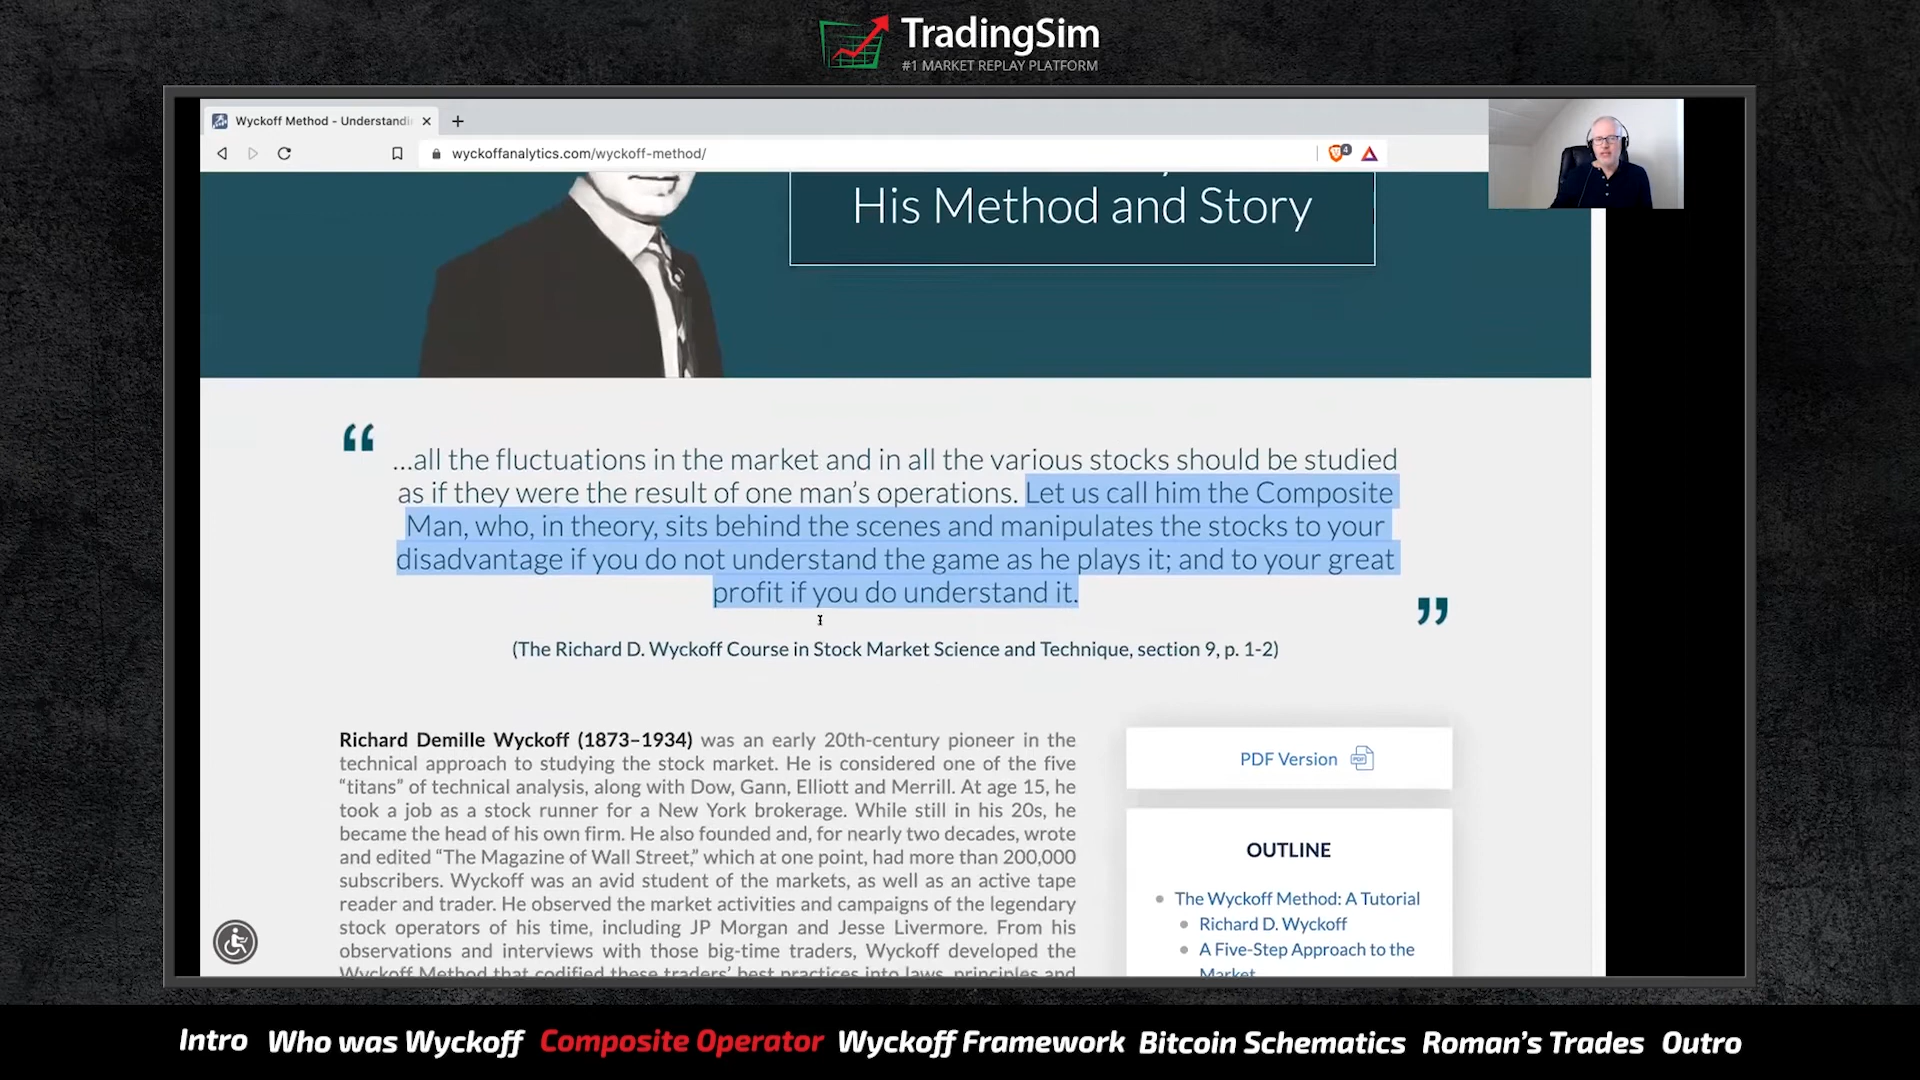 TradingSim
#1 MARKET REPLAY PLATFORM
Wyckoff Method - Understandi
wyckoffanalytics.com/wyckoff-method/
4
His Method and Story
“
...all the fluctuations in the market and in all the various stocks should be studied
as if they were the result of one man’s operations. Let us call him the Composite
Man, who, in theory, sits behind the scenes and manipulates the stocks to your
disadvantage if you do not understand the game as he plays it; and to your great
profit if you do understand it.
”
(The Richard D. Wyckoff Course in Stock Market Science and Technique, section 9, p. 1-2)
Richard Demille Wyckoff (1873–1934) was an early 20th-century pioneer in the
technical approach to studying the stock market. He is considered one of the five
“titans” of technical analysis, along with Dow, Gann, Elliott and Merrill. At age 15, he
took a job as a stock runner for a New York brokerage. While still in his 20s, he
became the head of his own firm. He also founded and, for nearly two decades, wrote
and edited “The Magazine of Wall Street,” which at one point, had more than 200,000
subscribers. Wyckoff was an avid student of the markets, as well as an active tape
reader and trader. He observed the market activities and campaigns of the legendary
stock operators of his time, including JP Morgan and Jesse Livermore. From his
observations and interviews with those big-time traders, Wyckoff developed the
Wyckoff Method that codified these traders’ best practices into laws, principles and
PDF Version
PDF
OUTLINE
The Wyckoff Method: A Tutorial
Richard D. Wyckoff
A Five-Step Approach to the
Market
Intro Who was Wyckoff Composite Operator Wyckoff Framework Bitcoin Schematics Roman’s Trades Outro